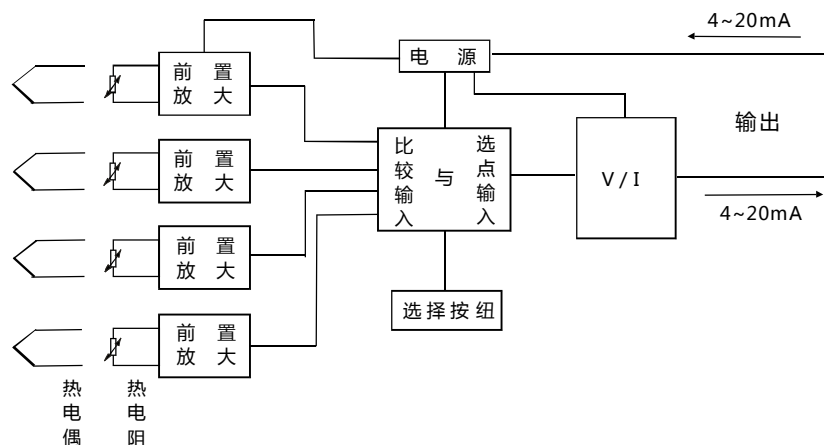 4~20mA
电 源
前 置
放 大
输出
比较输入
与
选点输入
V/I
4~20mA
前 置
放 大
前 置
放 大
选择按纽
前 置
放 大
热电偶
热电阻